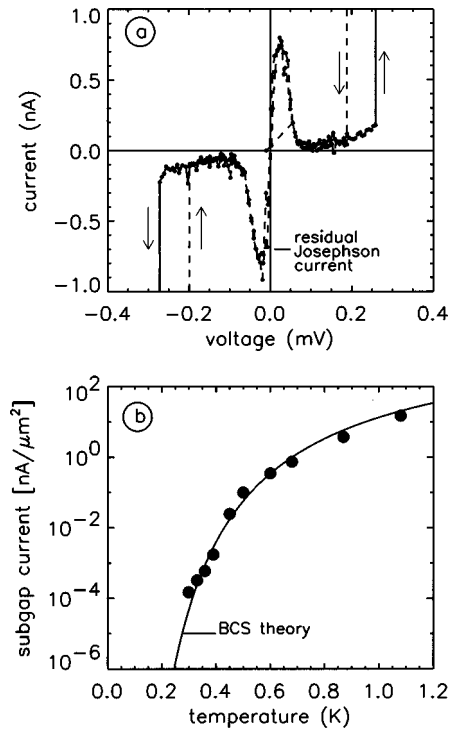 a
1.0
0.5
0.0
−0.5
−1.0
current (nA)
residual
Josephson
current
−0.4 −0.2 0.0 0.2 0.4
voltage (mV)
b
10^2
10^0
10^-2
10^-4
10^-6
subgap current [nA/μm^2]
BCS theory
0.0 0.2 0.4 0.6 0.8 1.0 1.2
temperature (K)